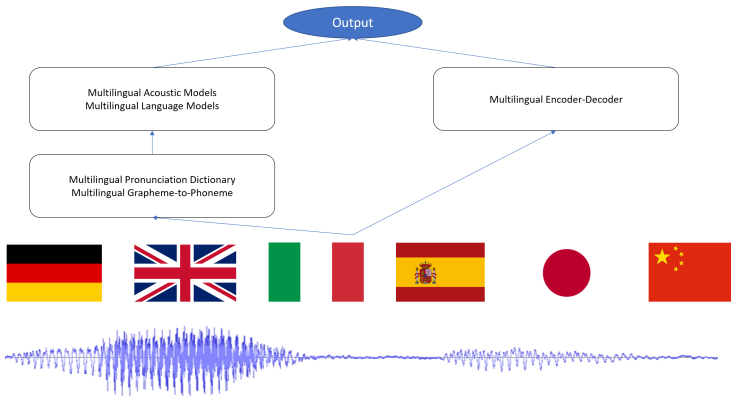 Output
Multilingual Acoustic Models
Multilingual Language Models
Multilingual Encoder-Decoder
Multilingual Pronunciation Dictionary
Multilingual Grapheme-to-Phoneme